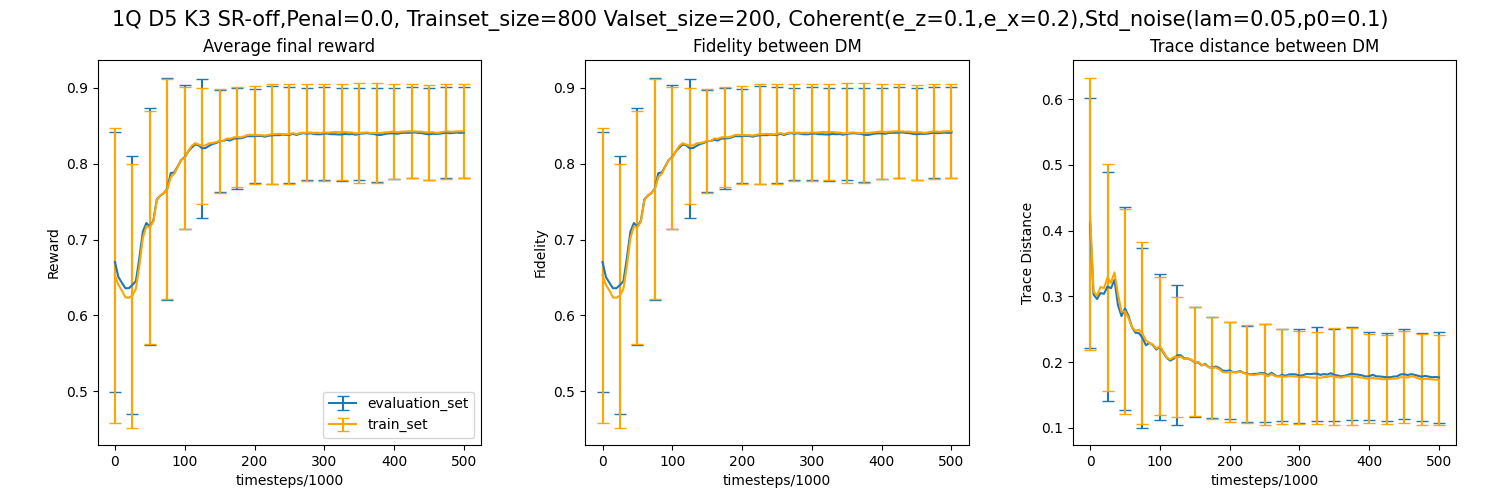 1Q D5 K3 SR-off,Penal=0.0, Trainset_size=800 Valset_size=200, Coherent(e_z=0.1,e_x=0.2),Std_noise(lam=0.05,p0=0.1)
Average final reward
Reward
0.9
0.8
0.7
0.6
0.5
evaluation_set
train_set
0 100 200 300 400 500
timesteps/1000
Fidelity between DM
Fidelity
0.9
0.8
0.7
0.6
0.5
0 100 200 300 400 500
timesteps/1000
Trace distance between DM
Trace Distance
0.6
0.5
0.4
0.3
0.2
0.1
0 100 200 300 400 500
timesteps/1000